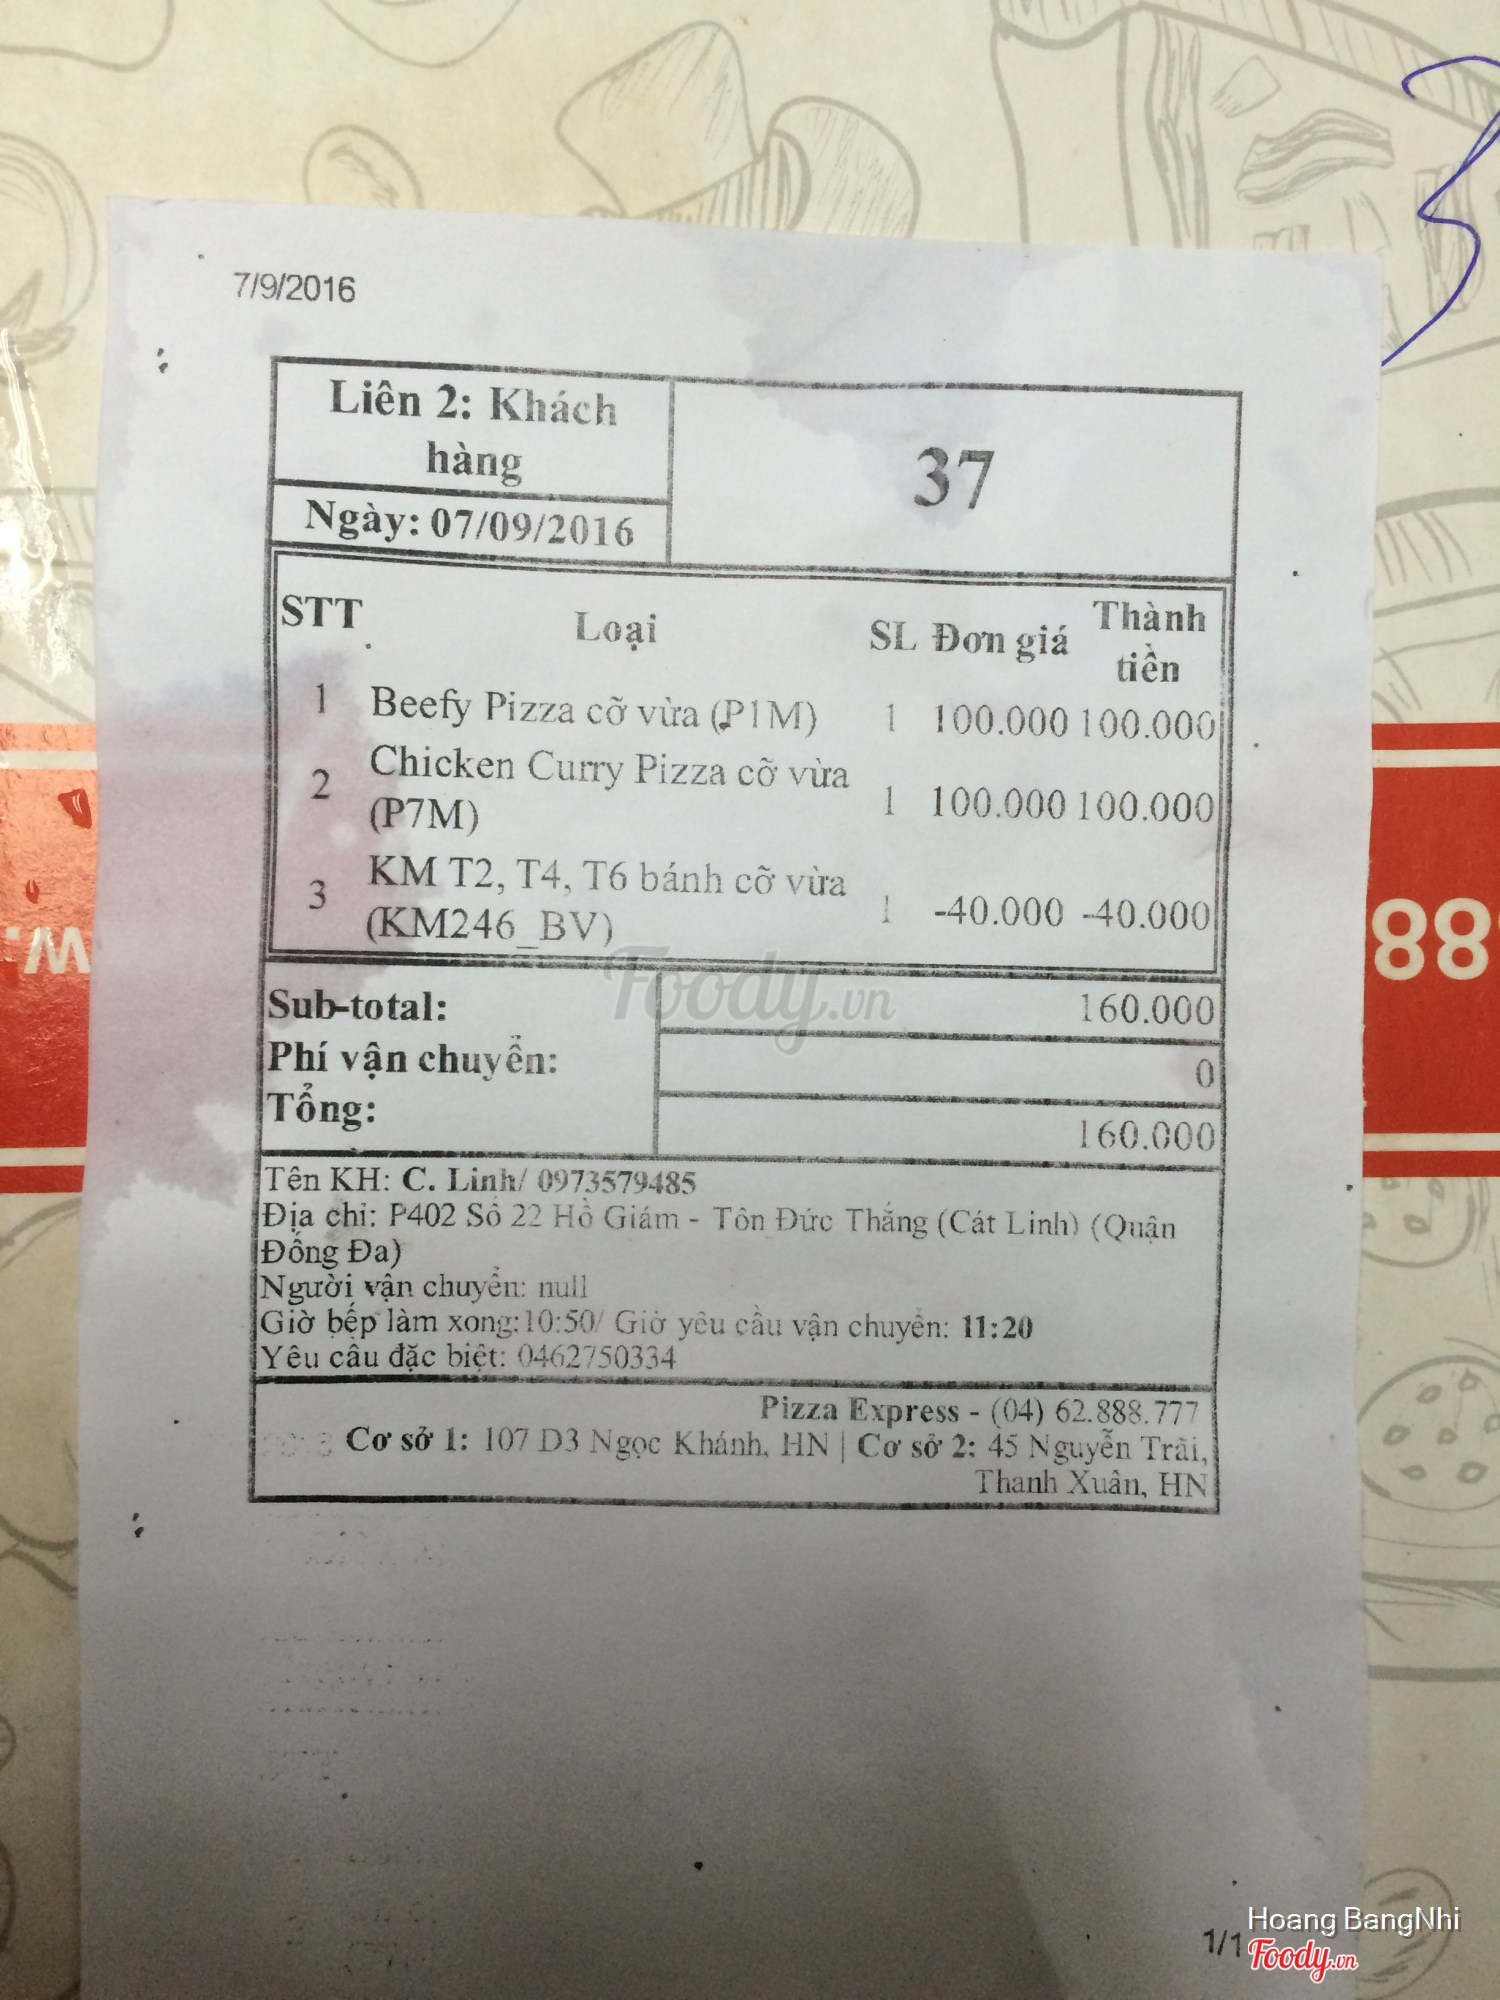 7/9/2016
Liên 2: Khách
hàng
37
Ngày: 07/09/2016
STT Loại SL Đơn giá Thành
tiền
1 Beefy Pizza cỡ vừa (P1M) 1 100.000 100.000
2 Chicken Curry Pizza cỡ vừa
(P7M) 1 100.000 100.000
3 KM T2, T4, T6 bánh cỡ vừa
(KM246_BV) 1 -40.000 -40.000
Foody.vn
Sub-total: 160.000
Phí vận chuyển: 0
Tổng: 160.000
Tên KH: C. Linh/ 0973579485
Địa chỉ: P402 Số 22 Hồ Giám - Tôn Đức Thắng (Cát Linh) (Quận
Đống Đa)
Người vận chuyển: null
Giờ bếp làm xong:10:50/ Giờ yêu cầu vận chuyển: 11:20
Yêu cầu đặc biệt: 0462750334
Pizza Express - (04) 62.888.777
Cơ sở 1: 107 D3 Ngọc Khánh, HN | Cơ sở 2: 45 Nguyễn Trãi,
Thanh Xuân, HN
w.
88
3
1/1
Hoang BangNhi
Foody.vn